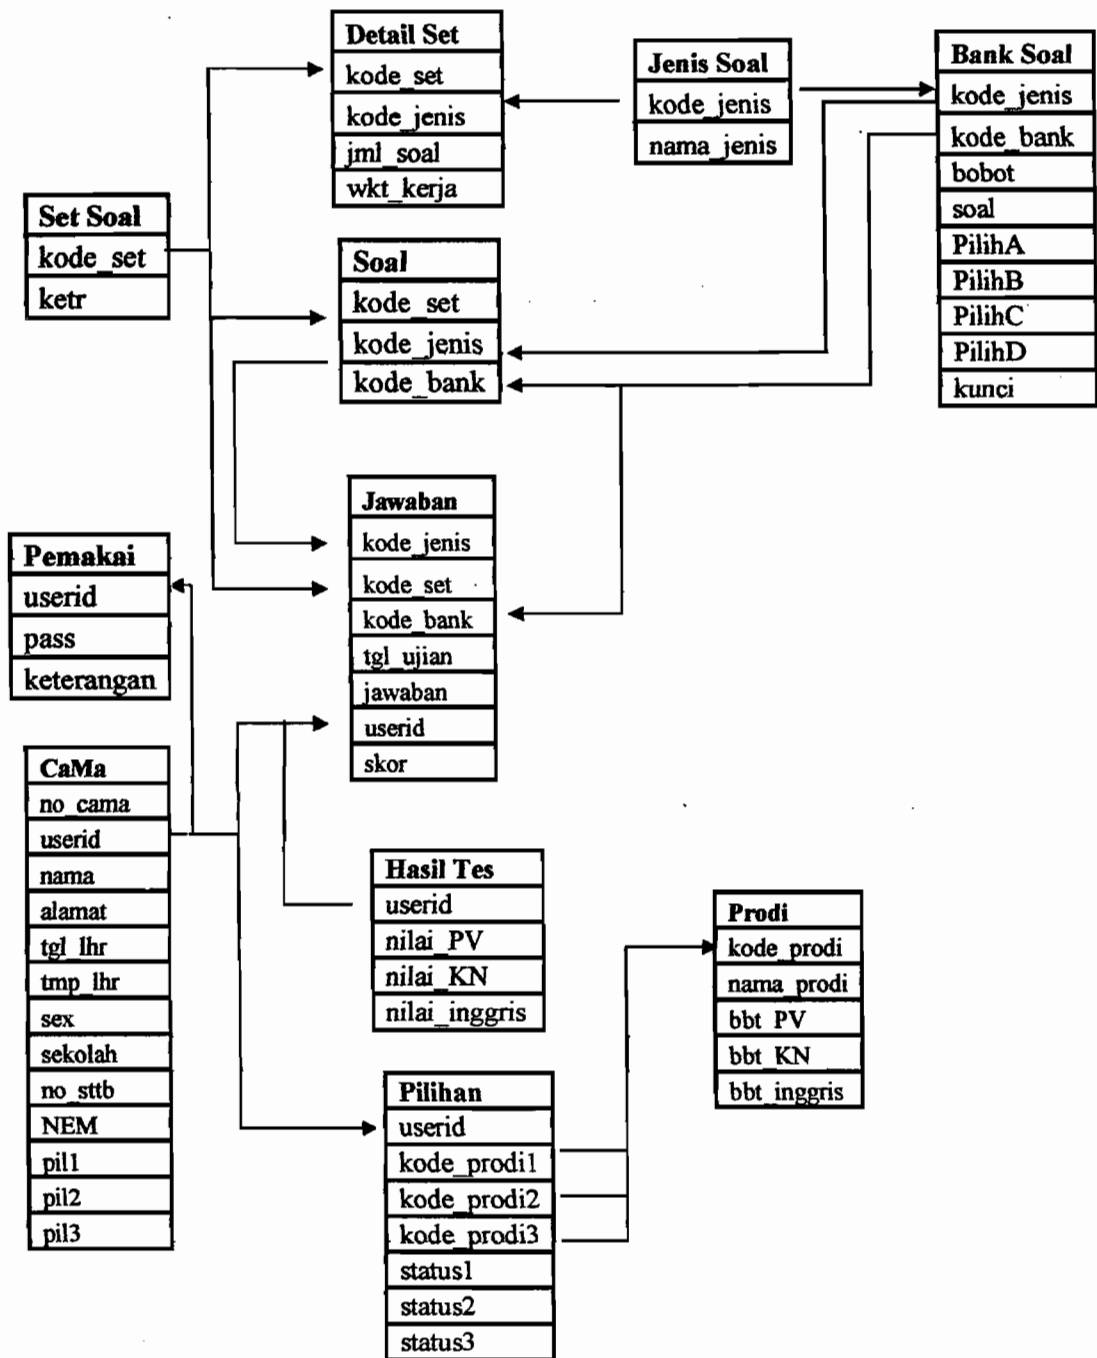 Detail Set
kode_set
kode_jenis
jml_soal
wkt_kerja
Jenis Soal
kode_jenis
nama_jenis
Bank Soal
kode_jenis
kode_bank
bobot
soal
PilihA
PilihB
PilihC
PilihD
kunci
Set Soal
kode_set
ketr
Soal
kode_set
kode_jenis
kode_bank
Jawaban
kode_jenis
kode_set
kode_bank
tgl_ujian
jawaban
userid
skor
Pemakai
userid
pass
keterangan
CaMa
no_cama
userid
nama
alamat
tgl_lhr
tmp_lhr
sex
sekolah
no_sttb
NEM
pil1
pil2
pil3
Hasil Tes
userid
nilai_PV
nilai_KN
nilai_inggris
Prodi
kode_prodi
nama_prodi
bbt_PV
bbt_KN
bbt_inggris
Pilihan
userid
kode_prodi1
kode_prodi2
kode_prodi3
status1
status2
status3